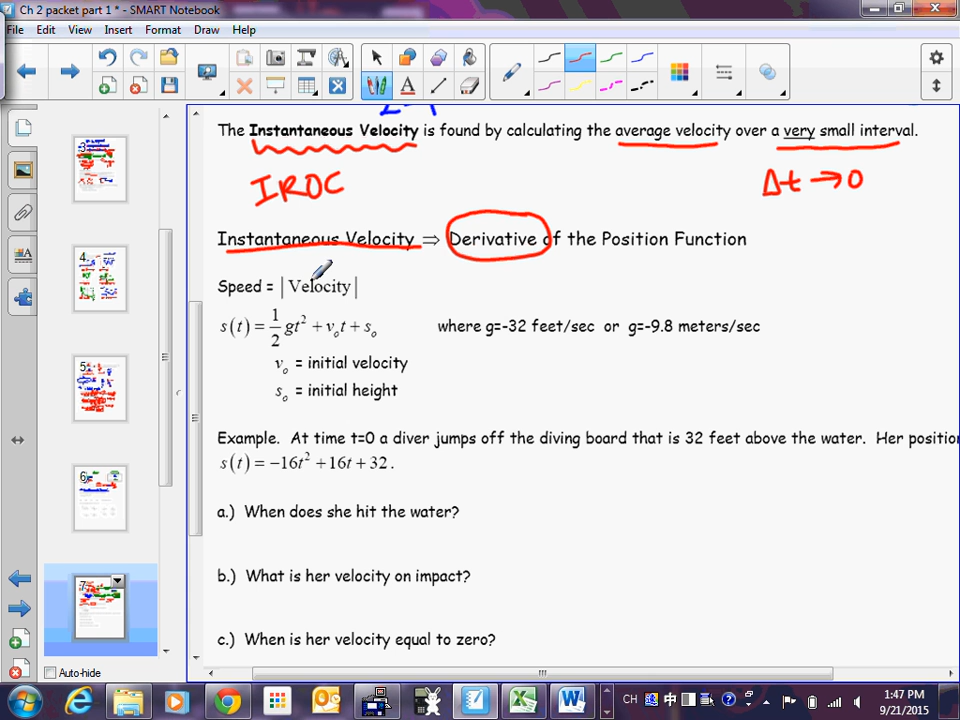 Ch 2 packet part 1 * - SMART Notebook
File Edit View Insert Format Draw Help
The Instantaneous Velocity is found by calculating the average velocity over a very small interval.
IROC
Δt → 0
Instantaneous Velocity ⇒ Derivative of the Position Function
Speed = |Velocity|
s(t) = 1/2 gt² + v₀t + s₀ where g=-32 feet/sec or g=-9.8 meters/sec
v₀ = initial velocity
s₀ = initial height
Example. At time t=0 a diver jumps off the diving board that is 32 feet above the water. Her position
s(t) = −16t² + 16t + 32.
a.) When does she hit the water?
b.) What is her velocity on impact?
c.) When is her velocity equal to zero?
4
5
6
7
Auto-hide
CH 中
1:47 PM
9/21/2015